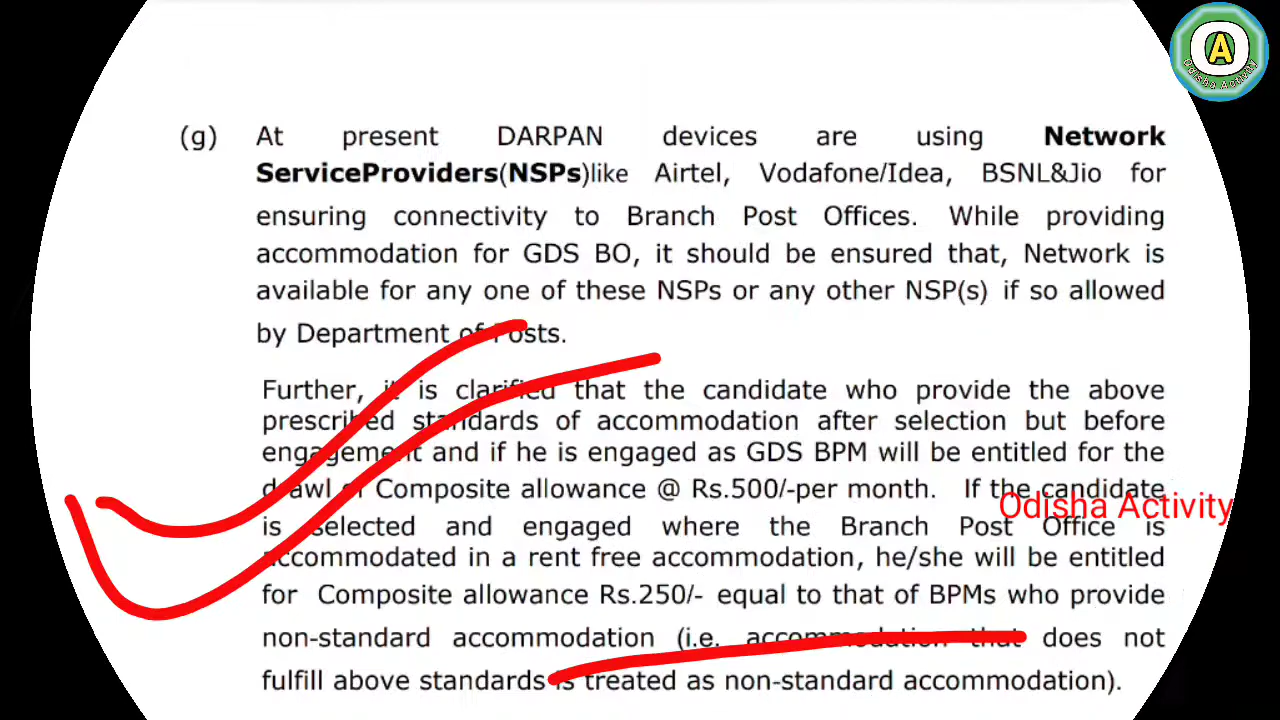 A
Odisha Activity
(g) At present DARPAN devices are using Network
ServiceProviders(NSPs)like Airtel, Vodafone/Idea, BSNL&Jio for
ensuring connectivity to Branch Post Offices. While providing
accommodation for GDS BO, it should be ensured that, Network is
available for any one of these NSPs or any other NSP(s) if so allowed
by Department of Posts.
Further, it is clarified that the candidate who provide the above
prescribed standards of accommodation after selection but before
engagement and if he is engaged as GDS BPM will be entitled for the
drawl of Composite allowance @ Rs.500/-per month. If the candidate
Odisha Activity
is selected and engaged where the Branch Post Office is
accommodated in a rent free accommodation, he/she will be entitled
for Composite allowance Rs.250/- equal to that of BPMs who provide
non-standard accommodation (i.e. accommodation that does not
fulfill above standards is treated as non-standard accommodation).